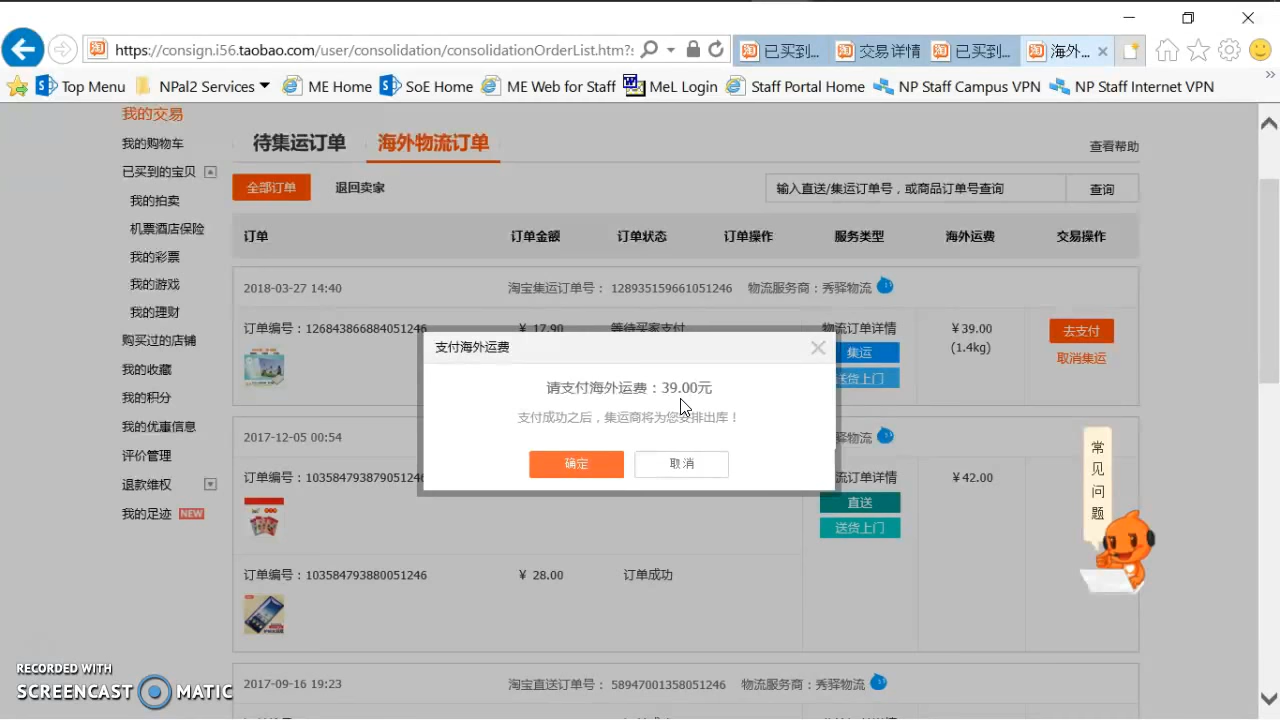 https://consign.i56.taobao.com/user/consolidation/consolidationOrderList.htm?
已买到...
交易详情
已买到...
海外...
Top Menu
NPal2 Services
ME Home
SoE Home
ME Web for Staff
MeL Login
Staff Portal Home
NP Staff Campus VPN
NP Staff Internet VPN
我的交易
我的购物车
已买到的宝贝
我的拍卖
机票酒店保险
我的彩票
我的游戏
我的理财
购买过的店铺
我的收藏
我的积分
我的优惠信息
评价管理
退款维权
我的足迹 NEW
待集运订单 海外物流订单
查看帮助
全部订单 退回卖家
输入直送/集运订单号，或商品订单号查询 查询
订单 订单金额 订单状态 订单操作 服务类型 海外运费 交易操作
2018-03-27 14:40 淘宝集运订单号： 128935159661051246 物流服务商：秀驿物流
订单编号：126843866884051246 ￥ 17.90 等待买家支付 物流订单详情 ￥39.00 去支付
集运 (1.4kg) 取消集运
送货上门
支付海外运费
请支付海外运费：39.00元
支付成功之后，集运商将为您安排出库！
确定 取消
2017-12-05 00:54 驿物流
订单编号：103584793879051246 流订单详情 ￥42.00
直送
送货上门
订单编号：103584793880051246 ￥ 28.00 订单成功
常见问题
2017-09-16 19:23 淘宝直送订单号： 58947001358051246 物流服务商：秀驿物流
RECORDED WITH
SCREENCAST MATIC